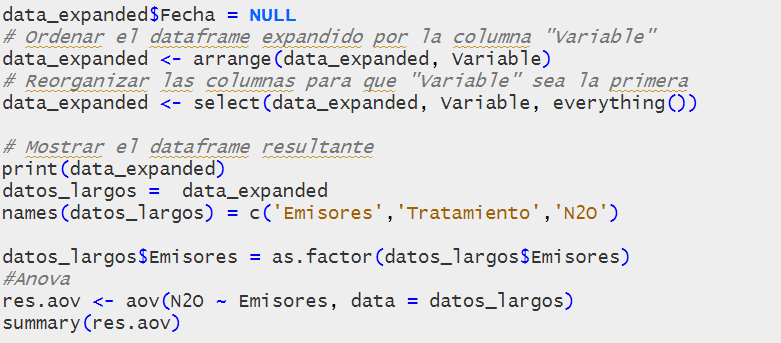 data_expanded$Fecha = NULL
# Ordenar el dataframe expandido por la columna "Variable"
data_expanded <- arrange(data_expanded, Variable)
# Reorganizar las columnas para que "Variable" sea la primera
data_expanded <- select(data_expanded, Variable, everything())
# Mostrar el dataframe resultante
print(data_expanded)
datos_largos =  data_expanded
names(datos_largos) = c('Emisores','Tratamiento','N2O')
datos_largos$Emisores = as.factor(datos_largos$Emisores)
#Anova
res.aov <- aov(N2O ~ Emisores, data = datos_largos)
summary(res.aov)